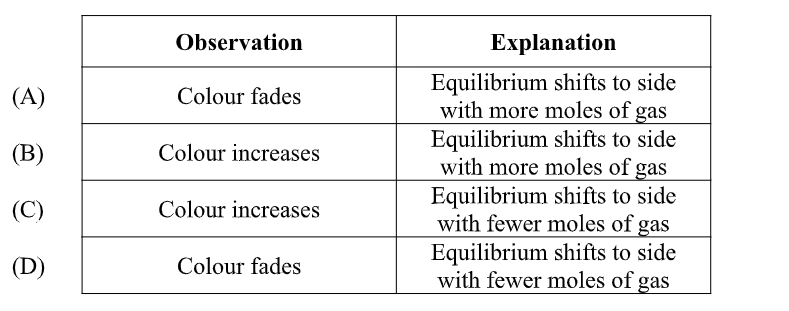 Observation Explanation
(A) Colour fades Equilibrium shifts to side
with more moles of gas
(B) Colour increases Equilibrium shifts to side
with more moles of gas
(C) Colour increases Equilibrium shifts to side
with fewer moles of gas
(D) Colour fades Equilibrium shifts to side
with fewer moles of gas